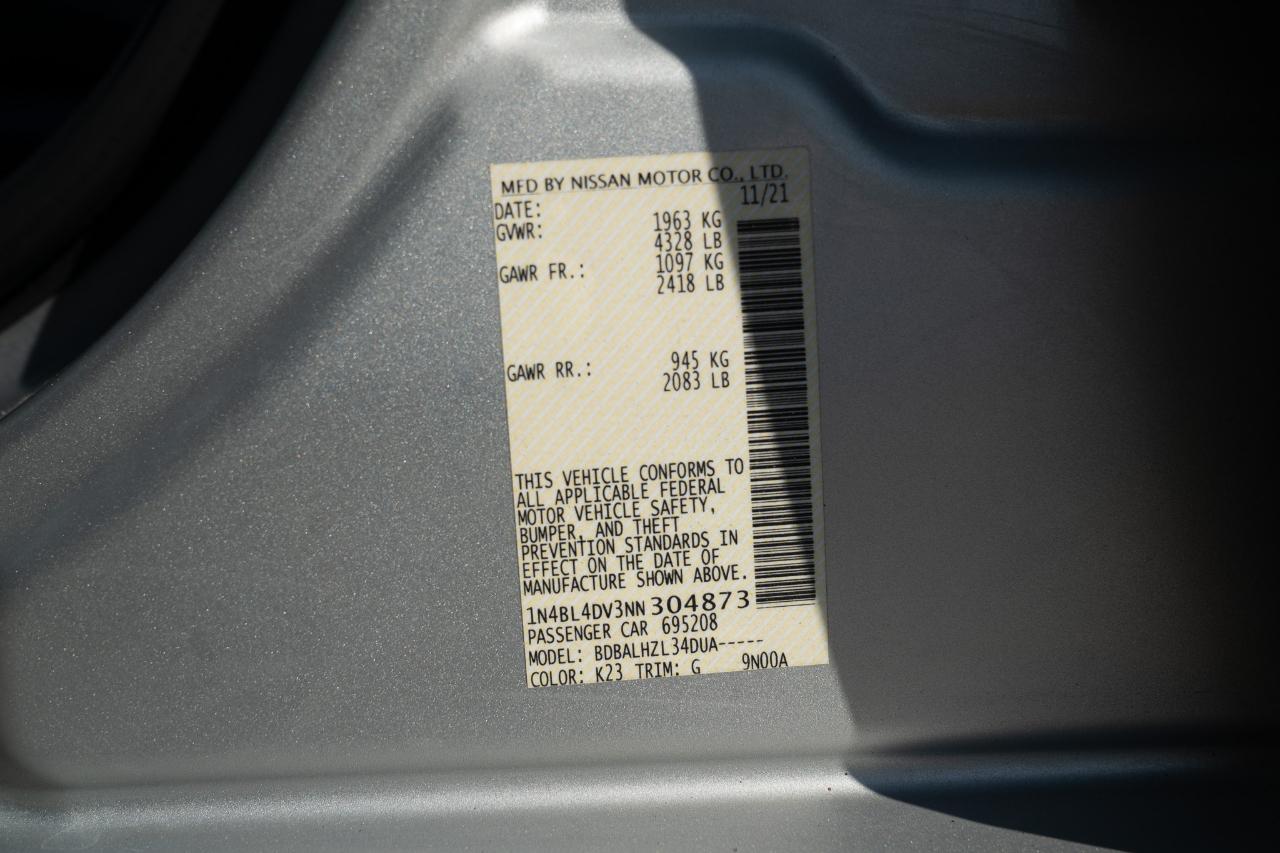 MFD BY NISSAN MOTOR CO., LTD.
DATE: 11/21
GVWR: 1963 KG
4328 LB
GAWR FR.: 1097 KG
2418 LB
GAWR RR.: 945 KG
2083 LB
THIS VEHICLE CONFORMS TO
ALL APPLICABLE FEDERAL
MOTOR VEHICLE SAFETY,
BUMPER, AND THEFT
PREVENTION STANDARDS IN
EFFECT ON THE DATE OF
MANUFACTURE SHOWN ABOVE.
1N4BL4DV3NN304873
PASSENGER CAR 695208
MODEL: BDBALHZL34DUA-----
COLOR: K23 TRIM: G 9N00A